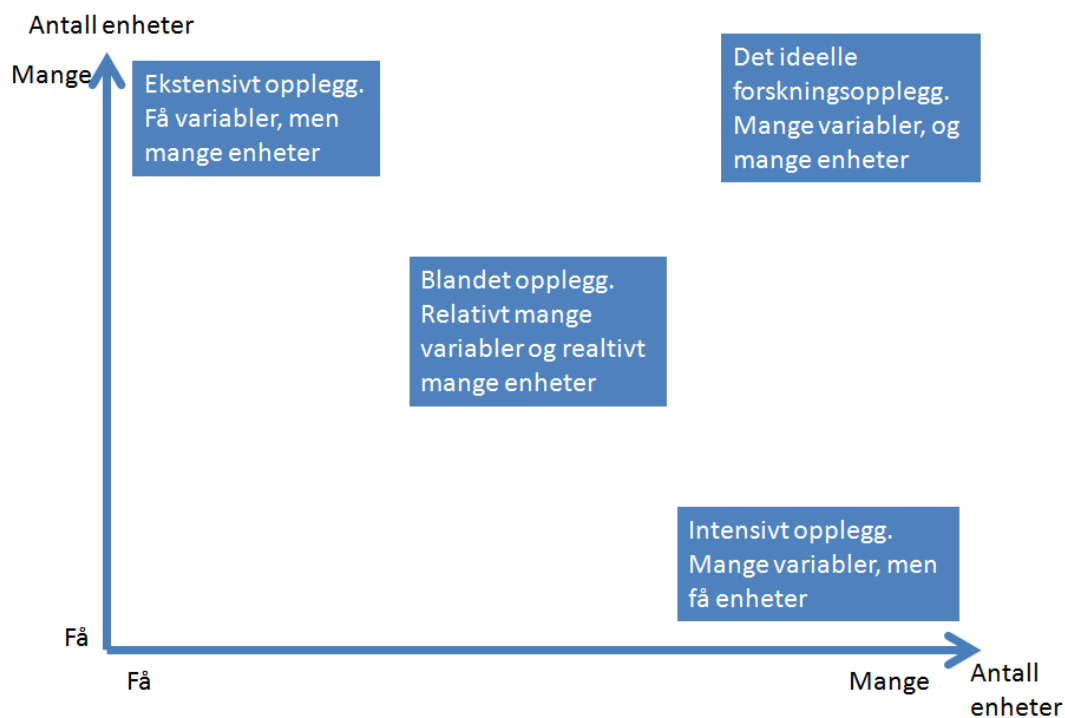 Antall enheter
Mange
Ekstensivt opplegg.
Få variabler, men
mange enheter
Det ideelle
forskningsopplegg.
Mange variabler, og
mange enheter
Blandet opplegg.
Relativt mange
variabler og realtivt
mange enheter
Intensivt opplegg.
Mange variabler, men
få enheter
Få
Få
Mange
Antall
enheter